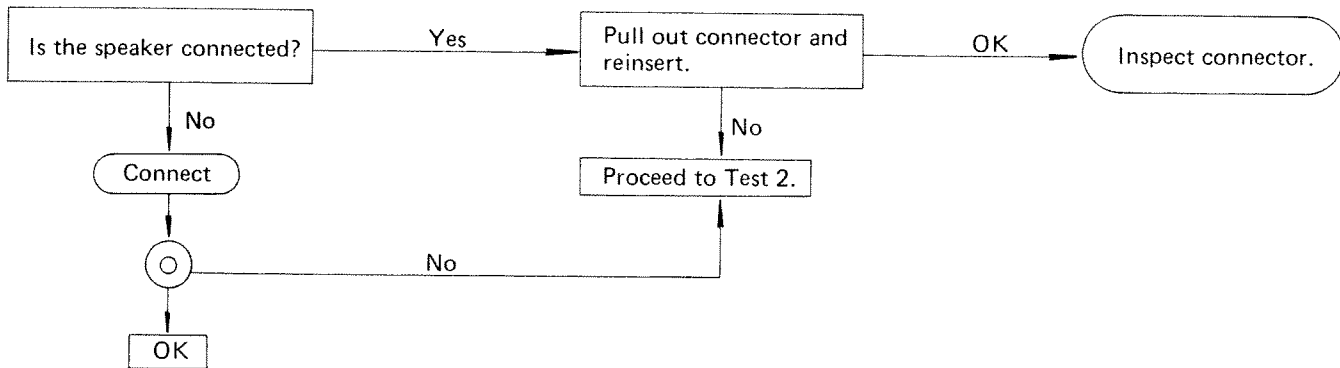 Is the speaker connected?
Yes
Pull out connector and
reinsert.
OK
Inspect connector.
No
No
Connect
Proceed to Test 2.
No
OK